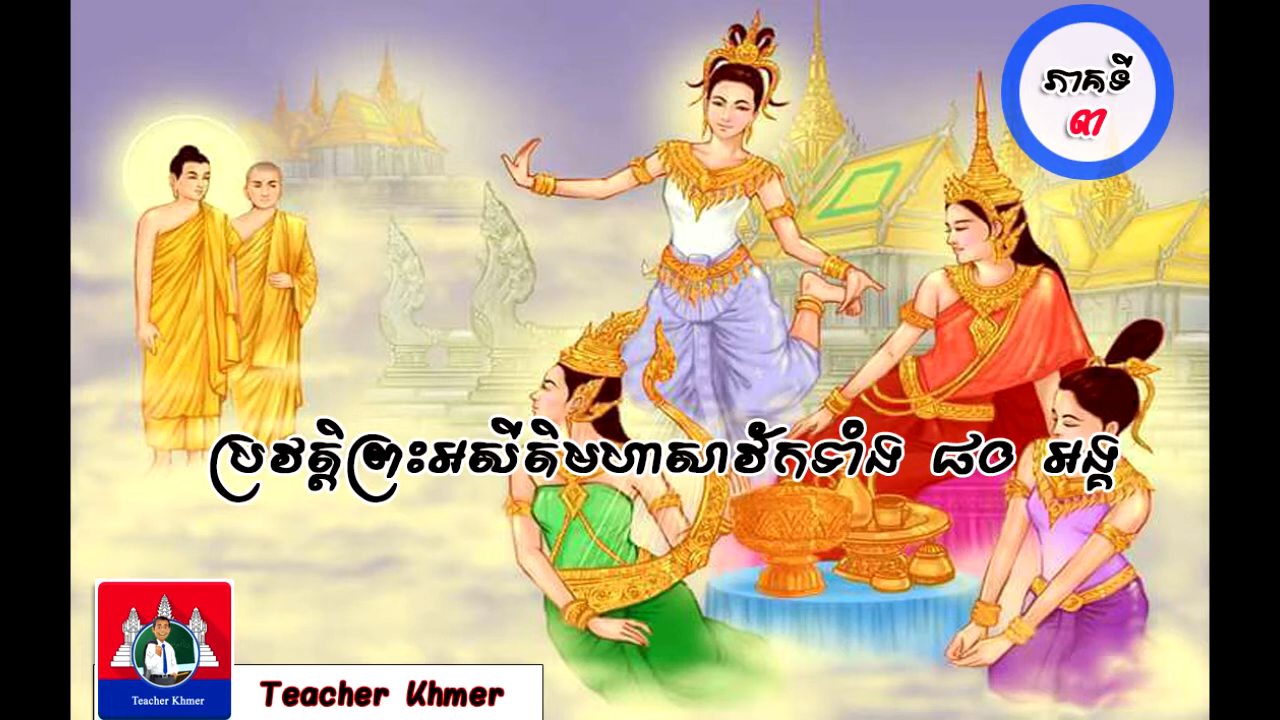 ភាគទី
៣
ប្រវត្តិព្រះអសីតិមហាសាវ័កទាំង ៨០ អង្គ
Teacher Khmer
Teacher Khmer